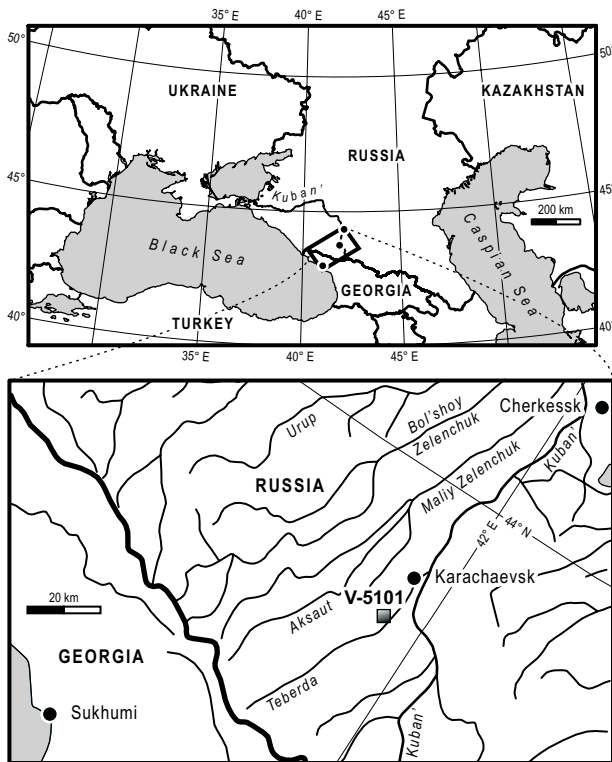 35° E
40° E
45° E
50°
50°
UKRAINE
KAZAKHSTAN
RUSSIA
45°
45°
Kuban'
200 km
Black Sea
Caspian Sea
GEORGIA
40°
40°
TURKEY
35° E
40° E
45° E
Cherkessk
Urup
Bol'shoy
Zelenchuk
Kuban'
Maliy Zelenchuk
RUSSIA
44° N
42° E
Karachaevsk
20 km
V-5101
Aksaut
GEORGIA
Teberda
Sukhumi
Kuban'